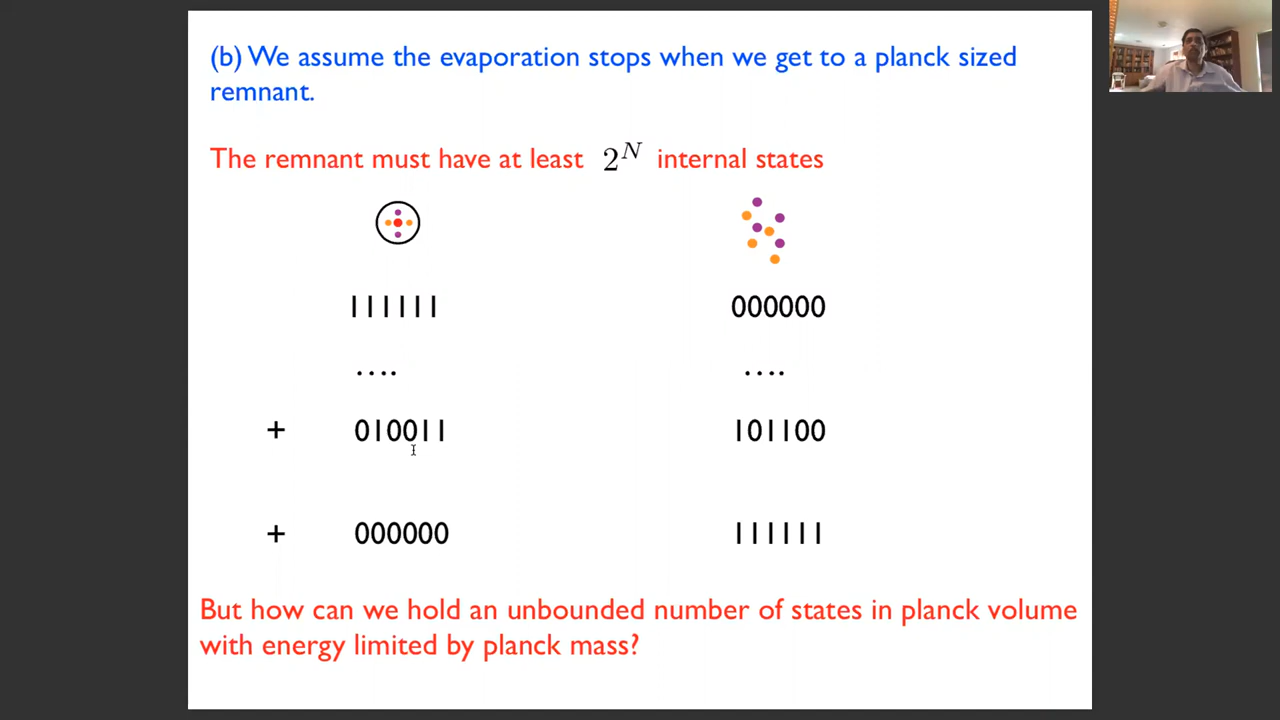 (b) We assume the evaporation stops when we get to a planck sized
remnant.
The remnant must have at least 2^N internal states
111111 000000
.... ....
+ 010011 101100
+ 000000 111111
But how can we hold an unbounded number of states in planck volume
with energy limited by planck mass?